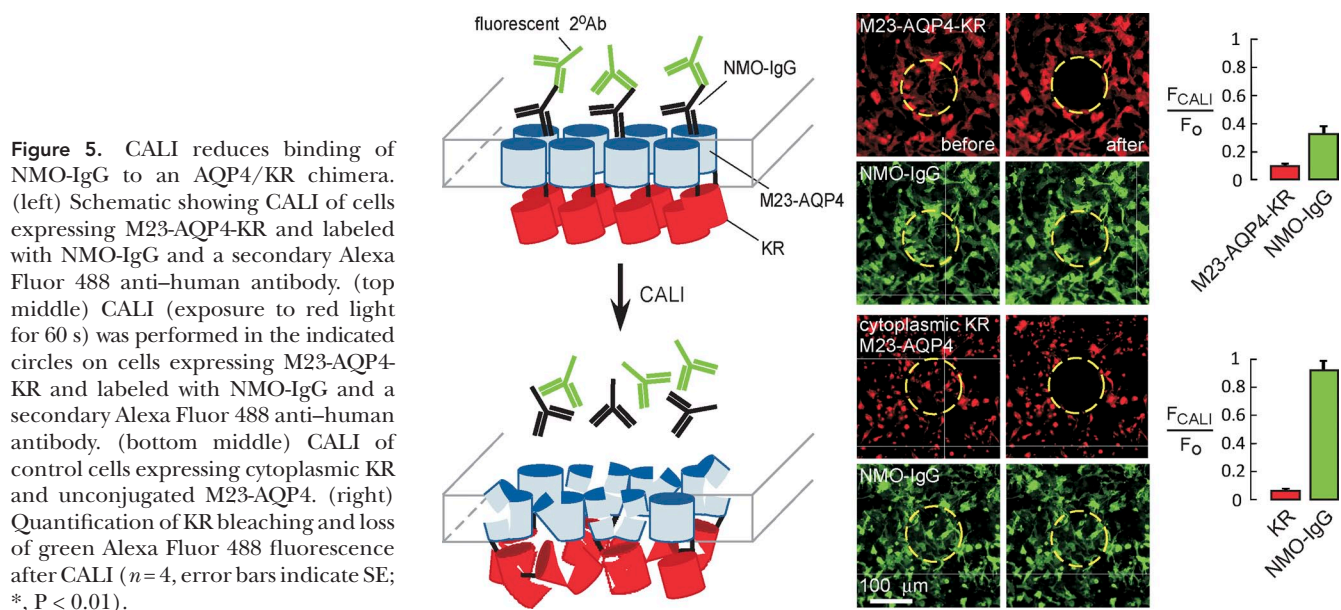 Figure 5. CALI reduces binding of
NMO-IgG to an AQP4/KR chimera.
(left) Schematic showing CALI of cells
expressing M23-AQP4-KR and labeled
with NMO-IgG and a secondary Alexa
Fluor 488 anti–human antibody. (top
middle) CALI (exposure to red light
for 60 s) was performed in the indicated
circles on cells expressing M23-AQP4-
KR and labeled with NMO-IgG and a
secondary Alexa Fluor 488 anti–human
antibody. (bottom middle) CALI of
control cells expressing cytoplasmic KR
and unconjugated M23-AQP4. (right)
Quantification of KR bleaching and loss
of green Alexa Fluor 488 fluorescence
after CALI (n = 4, error bars indicate SE;
*, P < 0.01).
fluorescent 2ºAb
NMO-IgG
M23-AQP4
KR
CALI
M23-AQP4-KR
before
after
NMO-IgG
cytoplasmic KR
M23-AQP4
NMO-IgG
100 μm
FCALI
Fo
1
0.8
0.6
0.4
0.2
0
M23-AQP4-KR
NMO-IgG
FCALI
Fo
1
0.8
0.6
0.4
0.2
0
KR
NMO-IgG